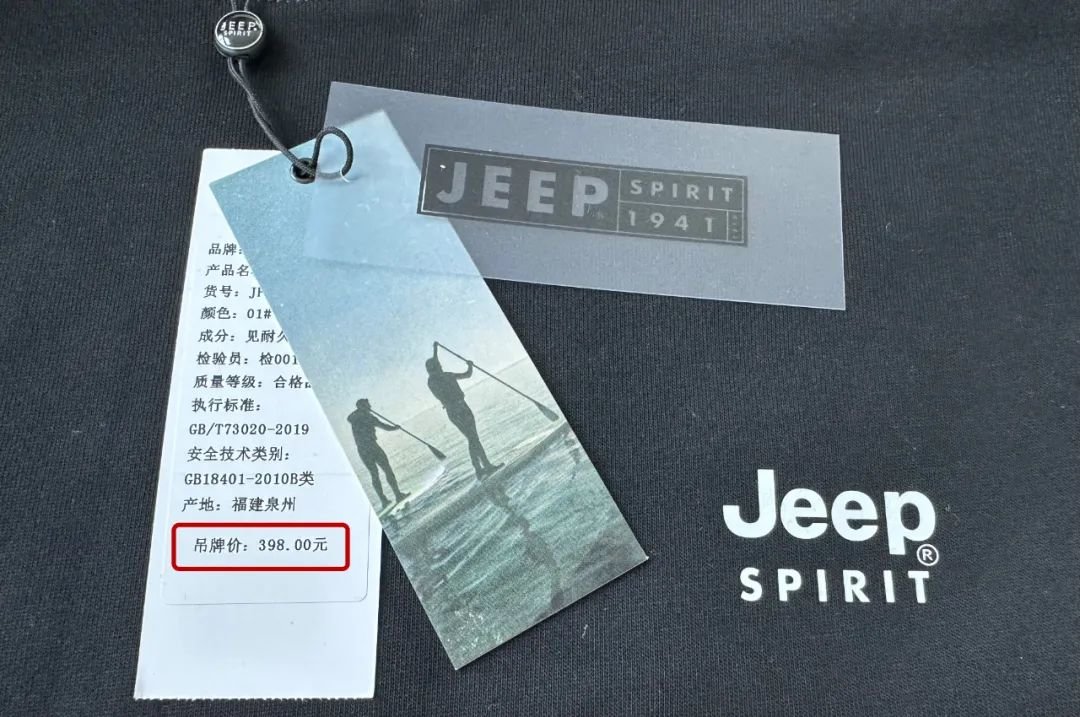 JEEP
SPIRIT
JEEP
SPIRIT
1941
品牌:
产品名
货号: JP
颜色: 01#
成分: 见耐久
检验员: 检001
质量等级: 合格
执行标准:
GB/T73020-2019
安全技术类别:
GB18401-2010B类
产地: 福建泉州
吊牌价: 398.00元
Jeep
®
SPIRIT